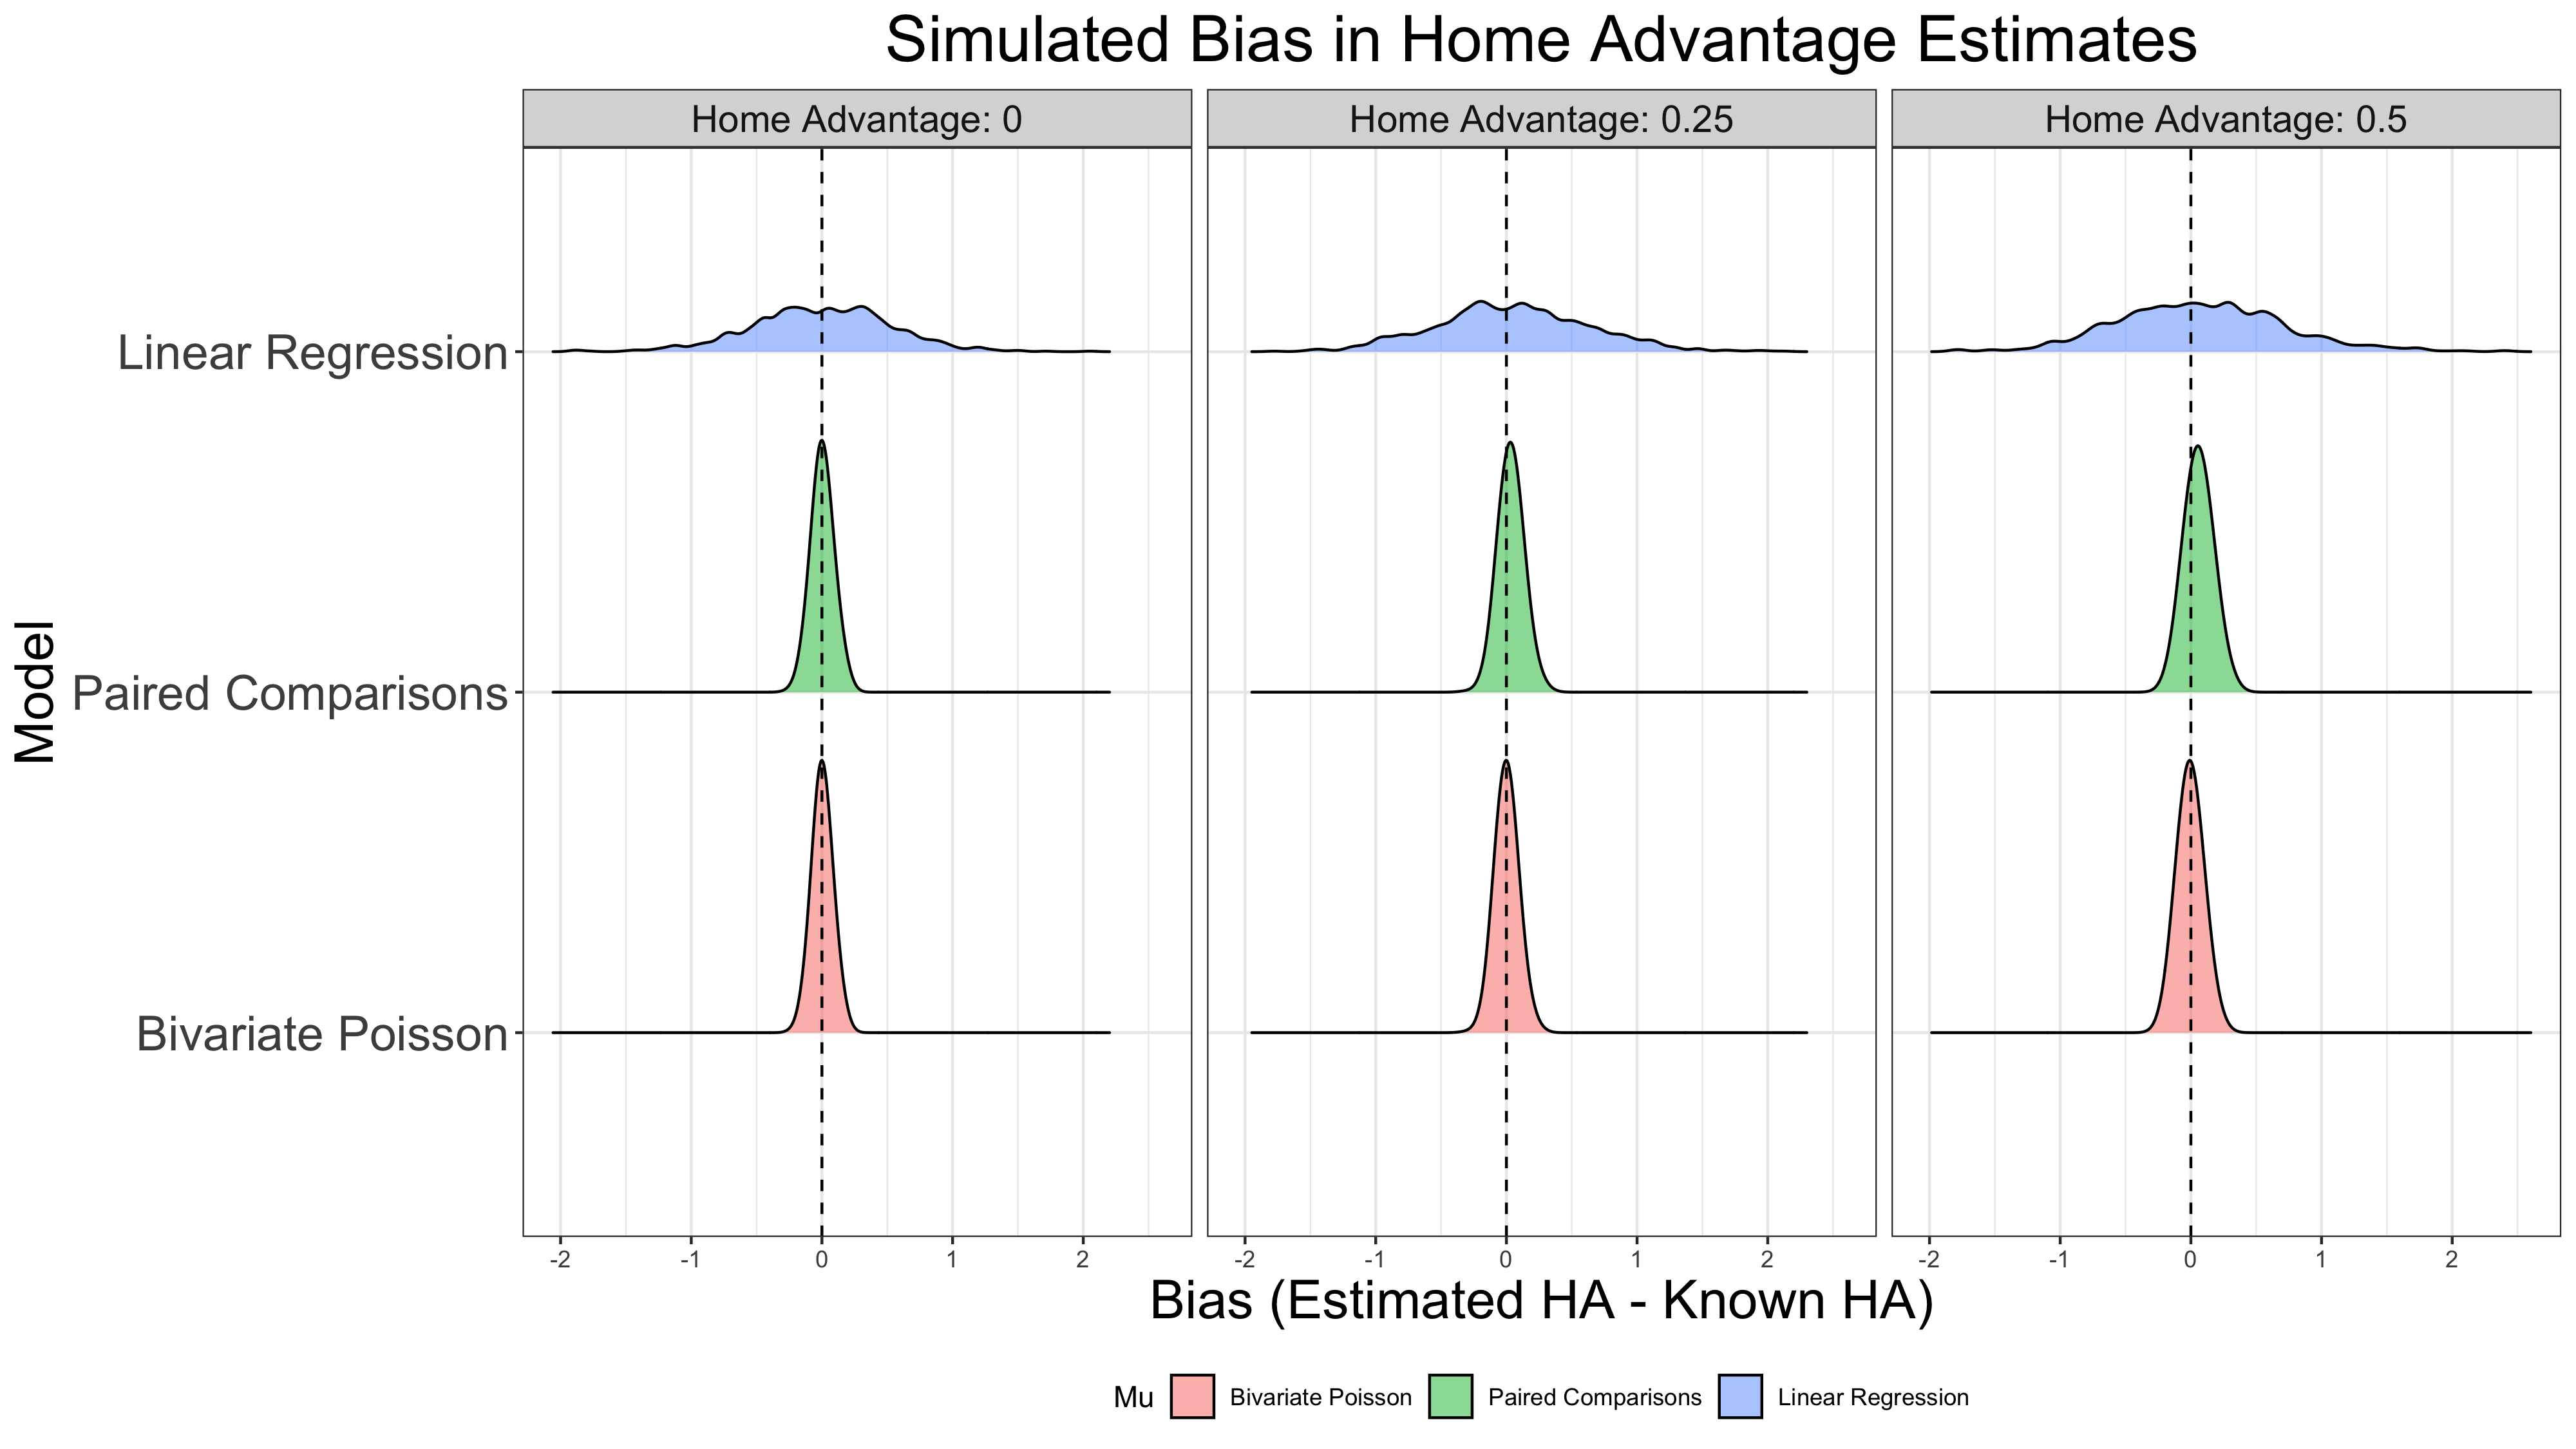 Simulated Bias in Home Advantage Estimates
Home Advantage: 0
Home Advantage: 0.25
Home Advantage: 0.5
Model
Linear Regression
Paired Comparisons
Bivariate Poisson
-2 -1 0 1 2
-2 -1 0 1 2
-2 -1 0 1 2
Bias (Estimated HA - Known HA)
Mu Bivariate Poisson Paired Comparisons Linear Regression